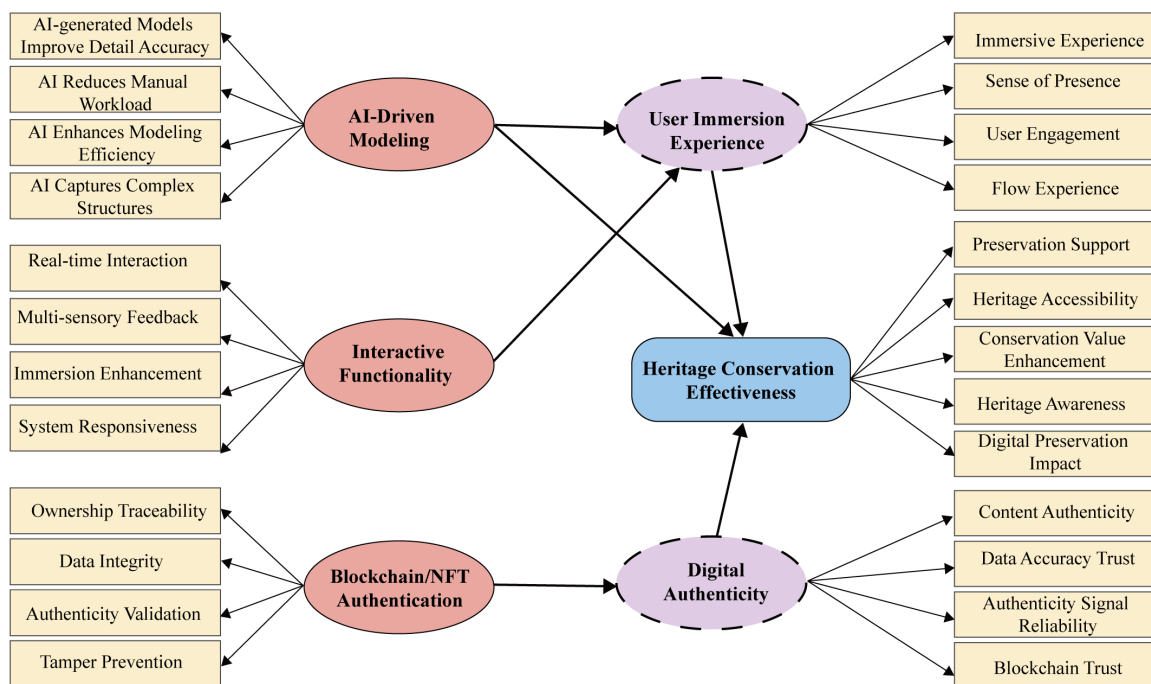 AI-generated Models
Improve Detail Accuracy
AI Reduces Manual
Workload
AI Enhances Modeling
Efficiency
AI Captures Complex
Structures
Real-time Interaction
Multi-sensory Feedback
Immersion Enhancement
System Responsiveness
Ownership Traceability
Data Integrity
Authenticity Validation
Tamper Prevention
AI-Driven
Modeling
Interactive
Functionality
Blockchain/NFT
Authentication
User Immersion
Experience
Heritage Conservation
Effectiveness
Digital
Authenticity
Immersive Experience
Sense of Presence
User Engagement
Flow Experience
Preservation Support
Heritage Accessibility
Conservation Value
Enhancement
Heritage Awareness
Digital Preservation
Impact
Content Authenticity
Data Accuracy Trust
Authenticity Signal
Reliability
Blockchain Trust